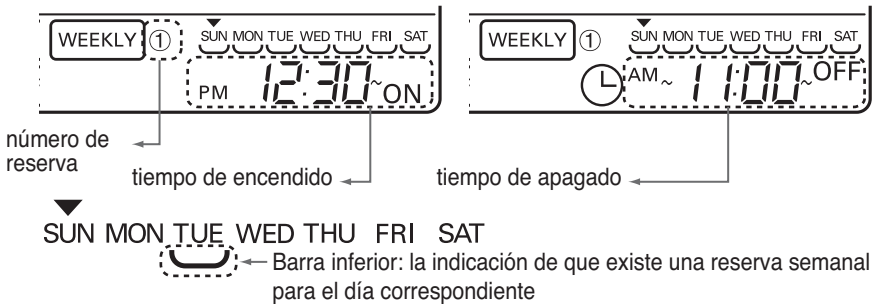 WEEKLY ① SUN MON TUE WED THU FRI SAT
PM 12:30~ON
WEEKLY ① SUN MON TUE WED THU FRI SAT
AM~ 11:00~OFF
número de
reserva
tiempo de encendido
tiempo de apagado
SUN MON TUE WED THU FRI SAT
Barra inferior: la indicación de que existe una reserva semanal
para el día correspondiente